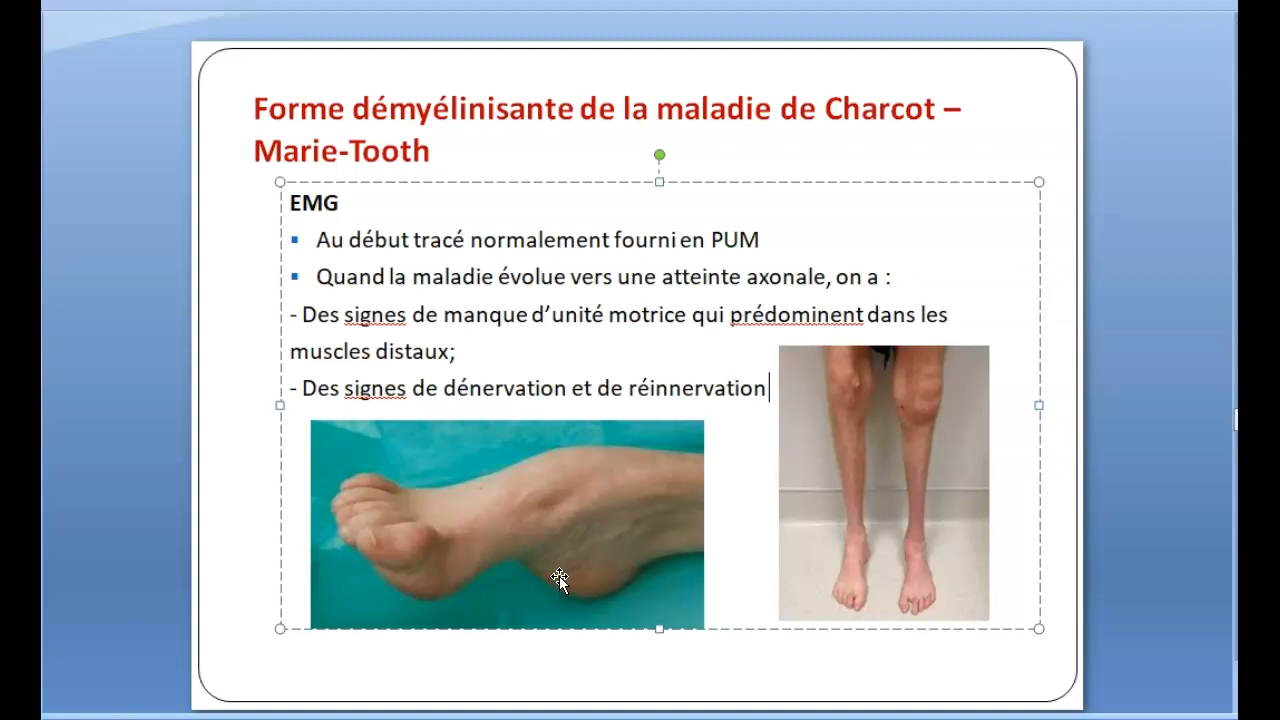 Forme démyélinisante de la maladie de Charcot –
Marie-Tooth
EMG
▪ Au début tracé normalement fourni en PUM
▪ Quand la maladie évolue vers une atteinte axonale, on a :
- Des signes de manque d’unité motrice qui prédominent dans les
muscles distaux;
- Des signes de dénervation et de réinnervation